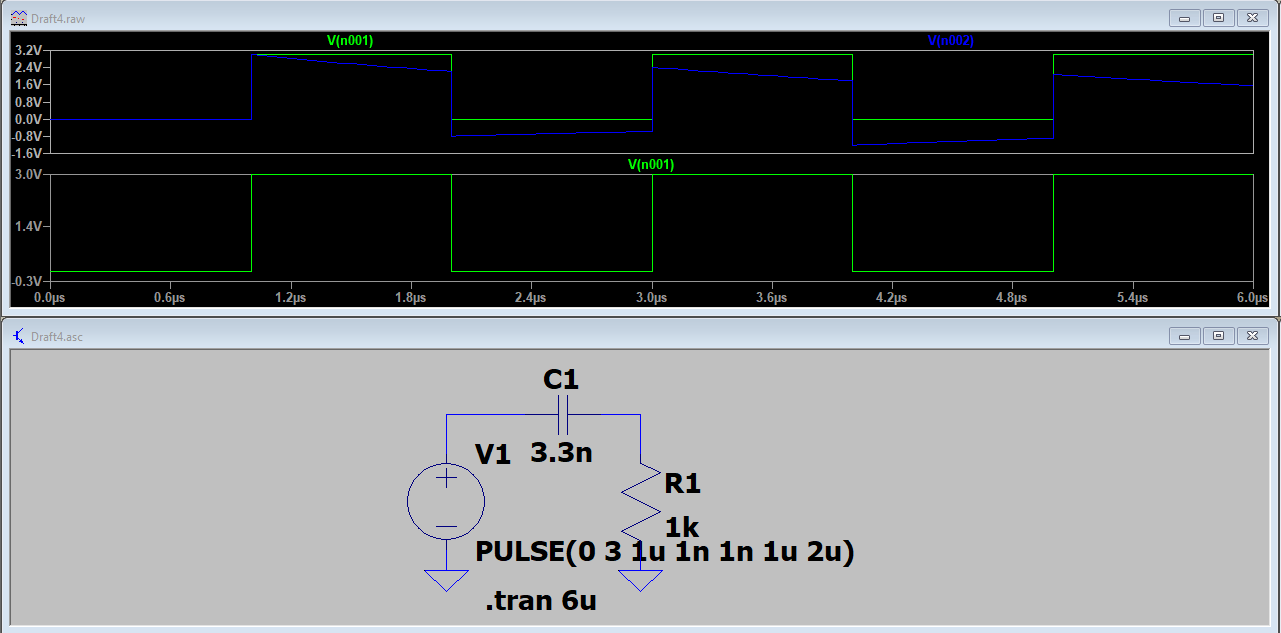 Draft4.raw
V(n001) V(n002)
3.2V
2.4V
1.6V
0.8V
0.0V
-0.8V
-1.6V
V(n001)
3.0V
1.4V
-0.3V
0.0µs 0.6µs 1.2µs 1.8µs 2.4µs 3.0µs 3.6µs 4.2µs 4.8µs 5.4µs 6.0µs
Draft4.asc
C1
V1 3.3n
R1
1k
PULSE(0 3 1u 1n 1n 1u 2u)
.tran 6u